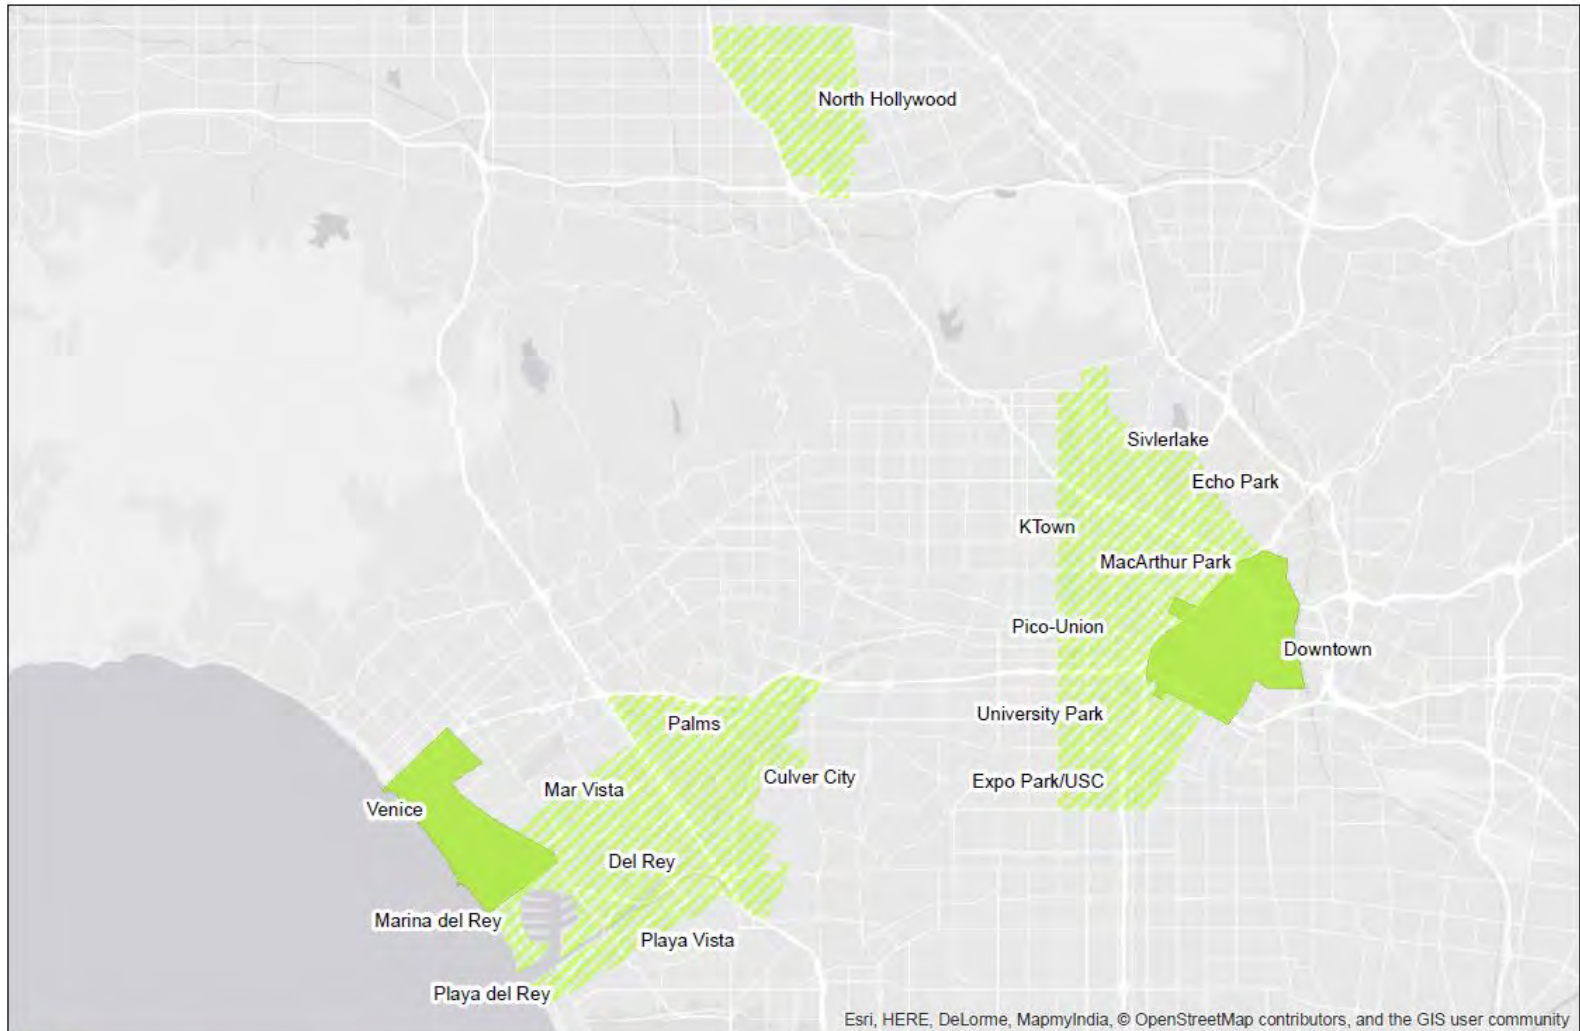 North Hollywood
Sivlerlake
Echo Park
KTown
MacArthur Park
Pico-Union
Downtown
University Park
Palms
Culver City
Expo Park/USC
Mar Vista
Venice
Del Rey
Marina del Rey
Playa Vista
Playa del Rey
Esri, HERE, DeLorme, MapmyIndia, © OpenStreetMap contributors, and the GIS user community